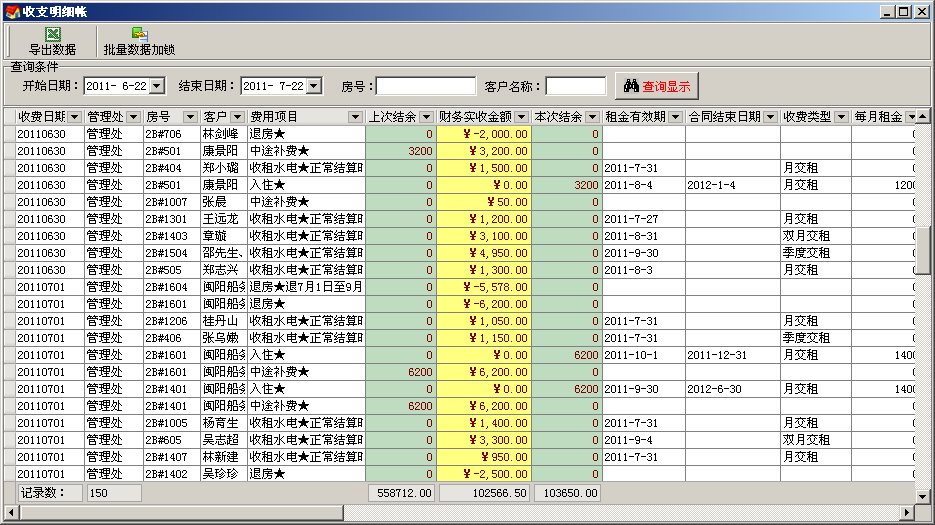 收支明细帐
导出数据 批量数据加锁
查询条件
开始日期： 2011- 6-22 结束日期： 2011- 7-22 房号： 客户名称： 查询显示
收费日期 管理处 房号 客户 费用项目 上次结余 财务实收金额 本次结余 租金有效期 合同结束日期 收费类型 每月租金
20110630 管理处 2B#706 林剑峰 退房★ 0 ￥-2,000.00 0
20110630 管理处 2B#501 康景阳 中途补费★ 3200 ￥3,200.00 0
20110630 管理处 2B#404 郑小璐 收租水电★正常结算 0 ￥1,500.00 0 2011-7-31 月交租
20110630 管理处 2B#501 康景阳 入住★ 0 ￥0.00 3200 2011-8-4 2012-1-4 月交租 1200
20110630 管理处 2B#1007 张晨 中途补费★ 0 ￥50.00 0
20110630 管理处 2B#1301 王远龙 收租水电★正常结算 0 ￥1,200.00 0 2011-7-27 月交租
20110630 管理处 2B#1403 章璇 收租水电★正常结算 0 ￥3,100.00 0 2011-8-31 双月交租
20110630 管理处 2B#1504 邵先生、 收租水电★正常结算 0 ￥4,950.00 0 2011-9-30 季度交租
20110630 管理处 2B#505 郑志兴 收租水电★正常结算 0 ￥1,300.00 0 2011-8-3 月交租
20110701 管理处 2B#1604 闽阳船务 退房★退7月1日至9月 0 ￥-5,578.00 0
20110701 管理处 2B#1601 闽阳船务 退房★ 0 ￥-6,200.00 0
20110701 管理处 2B#1206 桂丹山 收租水电★正常结算 0 ￥1,050.00 0 2011-7-31 月交租
20110701 管理处 2B#406 张乌嫩 收租水电★正常结算 0 ￥1,150.00 0 2011-7-31 季度交租
20110701 管理处 2B#1601 闽阳船务 入住★ 0 ￥0.00 6200 2011-10-1 2011-12-31 月交租 1400
20110701 管理处 2B#1601 闽阳船务 中途补费★ 6200 ￥6,200.00 0
20110701 管理处 2B#1401 闽阳船务 入住★ 0 ￥0.00 6200 2011-9-30 2012-6-30 月交租 1400
20110701 管理处 2B#1401 闽阳船务 中途补费★ 6200 ￥6,200.00 0
20110701 管理处 2B#1005 杨育生 收租水电★正常结算 0 ￥1,400.00 0 2011-7-31 月交租
20110701 管理处 2B#605 吴志超 收租水电★正常结算 0 ￥3,300.00 0 2011-9-4 双月交租
20110701 管理处 2B#1407 林新建 收租水电★正常结算 0 ￥950.00 0 2011-7-31 月交租
20110701 管理处 2B#1402 吴珍珍 退房★ 0 ￥-2,500.00 0
记录数： 150 558712.00 102566.50 103650.00